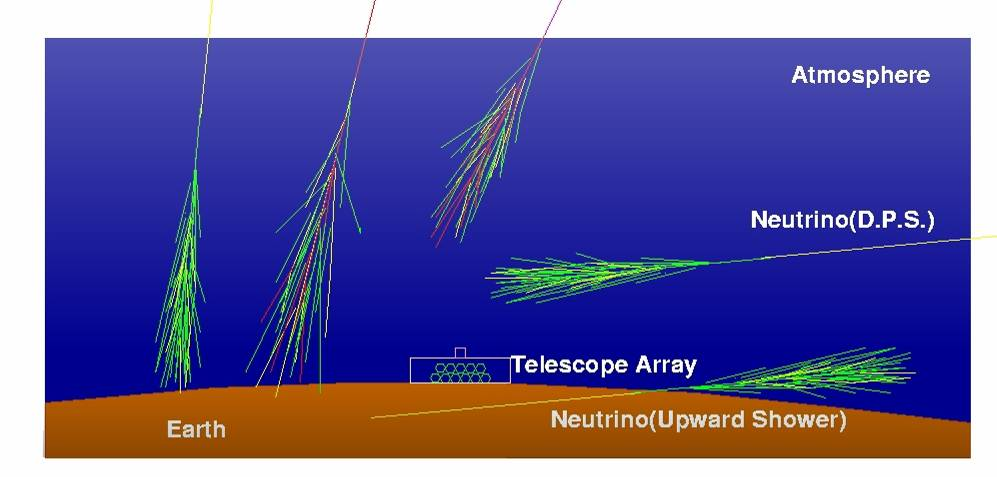 Atmosphere
Neutrino(D.P.S.)
Telescope Array
Neutrino(Upward Shower)
Earth